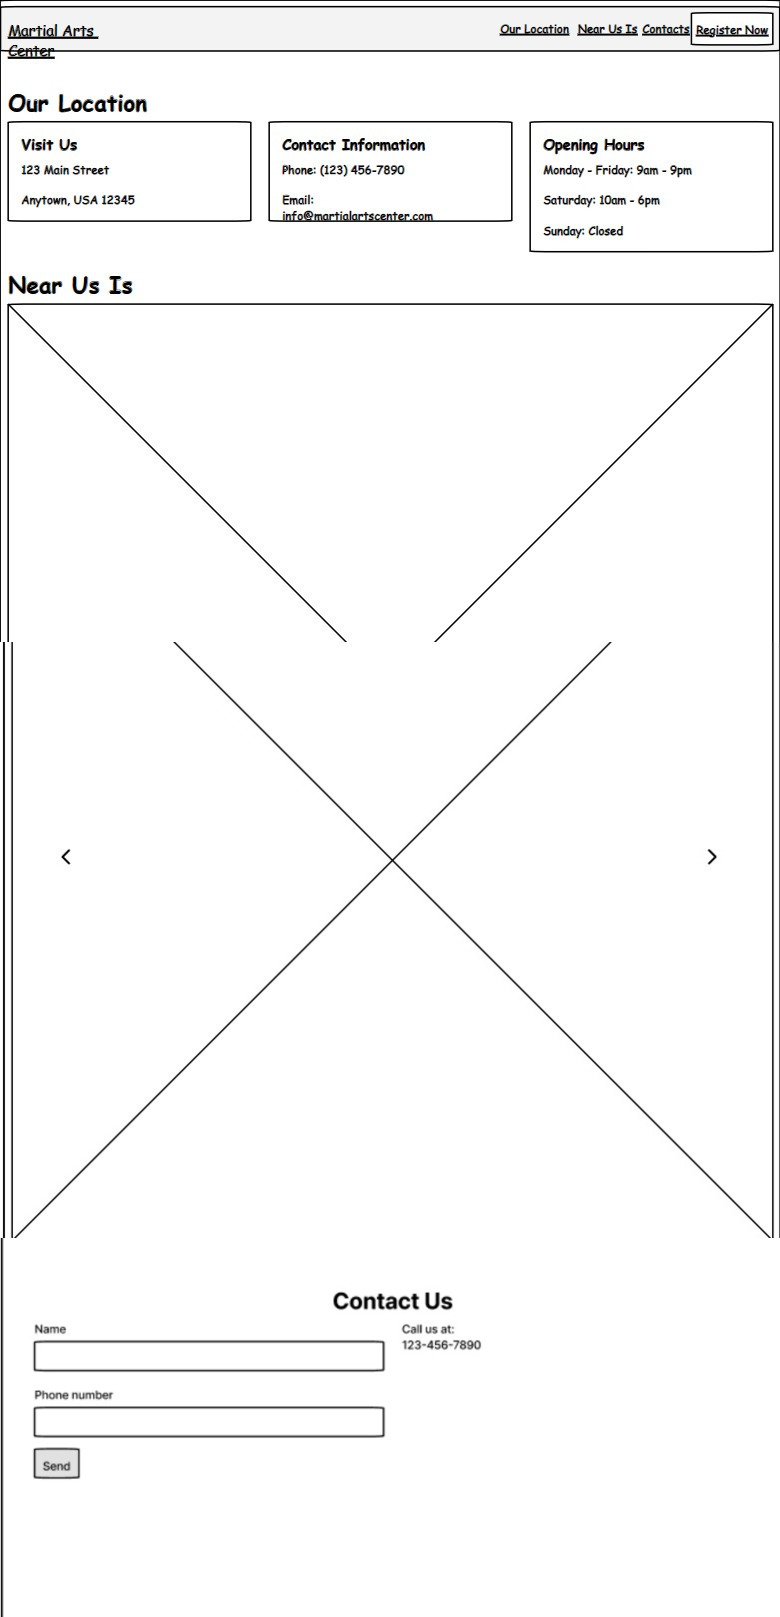 Martial Arts
Center
Our Location
Near Us Is
Contacts
Register Now
Our Location
Visit Us
123 Main Street
Anytown, USA 12345
Contact Information
Phone: (123) 456-7890
Email:
info@martialartscenter.com
Opening Hours
Monday - Friday: 9am - 9pm
Saturday: 10am - 6pm
Sunday: Closed
Near Us Is
Contact Us
Name
Phone number
Send
Call us at:
123-456-7890